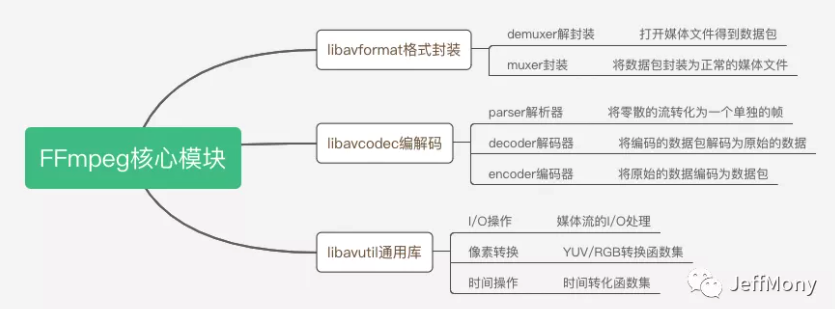 FFmpeg核心模块
libavformat格式封装
demuxer解封装 打开媒体文件得到数据包
muxer封装 将数据包封装为正常的媒体文件
libavcodec编解码
parser解析器 将零散的流转化为一个单独的帧
decoder解码器 将编码的数据包解码为原始的数据
encoder编码器 将原始的数据编码为数据包
libavutil通用库
I/O操作 媒体流的I/O处理
像素转换 YUV/RGB转换函数集
时间操作 时间转化函数集
JeffMony